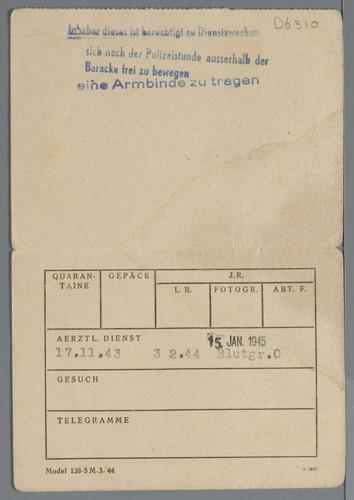 D6310
Inhaber dieses ist berechtigt zu Dienstzwecken
sich nach der Polizeistunde ausserhalb der
Baracke frei zu bewegen
eine Armbinde zu tragen
QUARAN-
TAINE
GEPÄCK
J.R.
L.R.
FOTOGR.
ABT. F.
AERZTL. DIENST
15. JAN. 1945
17.11.43 3 2.44 Blutgr.O
GESUCH
TELEGRAMME
Model 138-5 M-3-'44